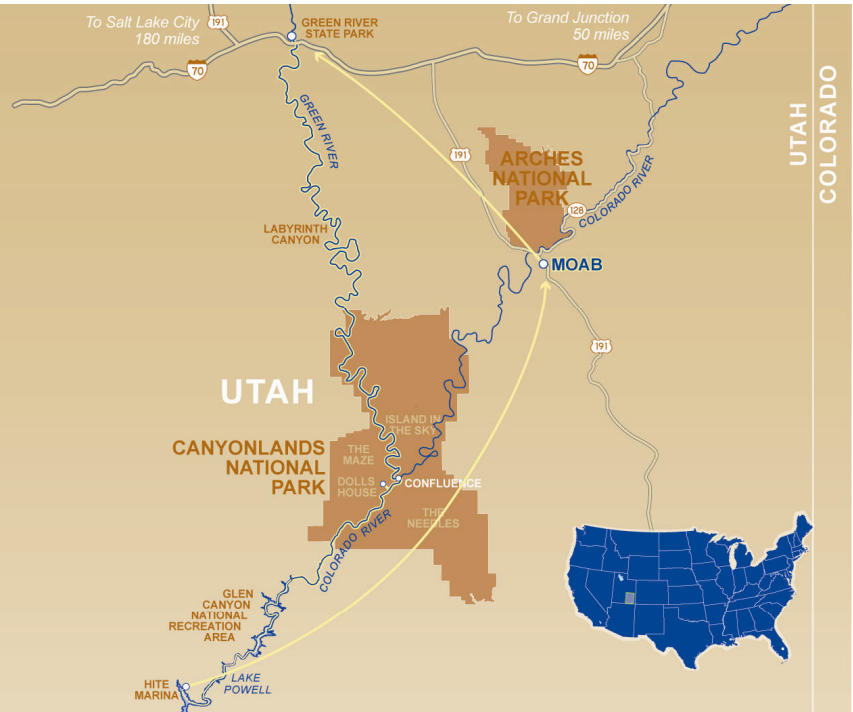 To Salt Lake City
180 miles
191
GREEN RIVER
STATE PARK
To Grand Junction
50 miles
70
70
UTAH
COLORADO
GREEN RIVER
191
ARCHES
NATIONAL
PARK
128
COLORADO RIVER
LABYRINTH
CANYON
MOAB
191
UTAH
ISLAND IN
THE SKY
CANYONLANDS
NATIONAL
PARK
THE
MAZE
DOLLS
HOUSE
CONFLUENCE
THE
NEEDLES
COLORADO RIVER
GLEN
CANYON
NATIONAL
RECREATION
AREA
LAKE
POWELL
HITE
MARINA